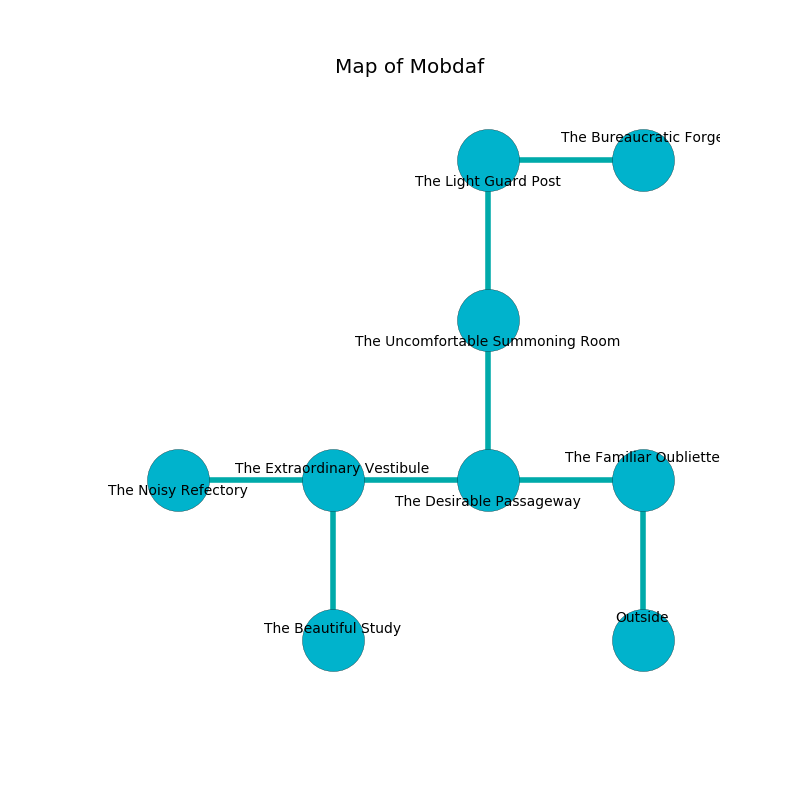 Map of Mobdaf
The Bureaucratic Forge
The Light Guard Post
The Uncomfortable Summoning Room
The Familiar Oubliette
The Extraordinary Vestibule
The Noisy Refectory
The Desirable Passageway
Outside
The Beautiful Study